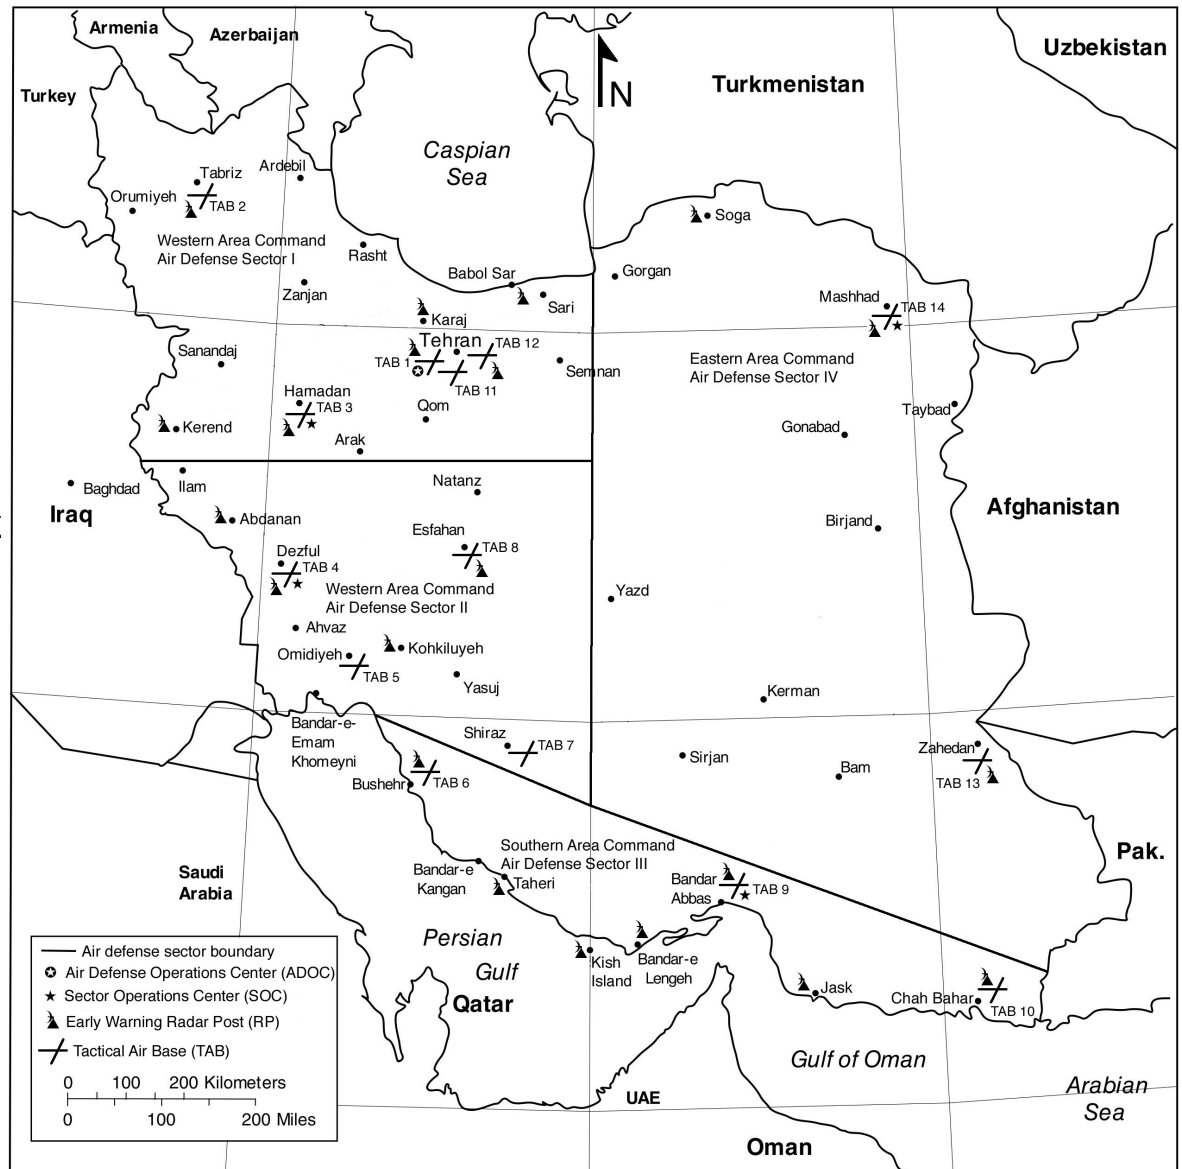 Armenia
Azerbaijan
Uzbekistan
Turkey
Turkmenistan
N
Caspian
Sea
Tabriz
Ardebil
Orumiyeh
TAB 2
Soga
Western Area Command
Air Defense Sector I
Rasht
Babol Sar
Gorgan
Zanjan
Sari
Mashhad
TAB 14
Karaj
Tehran
TAB 12
Sanandaj
TAB 1
Semnan
Eastern Area Command
Air Defense Sector IV
TAB 11
Hamadan
TAB 3
Qom
Taybad
Kerend
Gonabad
Arak
Baghdad
Ilam
Natanz
Iraq
Abdanan
Afghanistan
Birjand
Esfahan
TAB 8
Dezful
TAB 4
Western Area Command
Air Defense Sector II
Yazd
Ahvaz
Omidiyeh
Kohkiluyeh
TAB 5
Yasuj
Kerman
Bandar-e-
Emam
Khomeyni
Shiraz
TAB 7
Zahedan
Sirjan
Bam
TAB 13
Bushehr
TAB 6
Southern Area Command
Air Defense Sector III
Pak.
Saudi
Arabia
Bandar-e
Kangan
Taheri
Bandar
Abbas
TAB 9
Persian
Gulf
Kish
Island
Bandar-e
Lengeh
Qatar
Jask
Chah Bahar
TAB 10
Gulf of Oman
UAE
Arabian
Sea
Oman
Air defense sector boundary
Air Defense Operations Center (ADOC)
Sector Operations Center (SOC)
Early Warning Radar Post (RP)
Tactical Air Base (TAB)
0 100 200 Kilometers
0 100 200 Miles